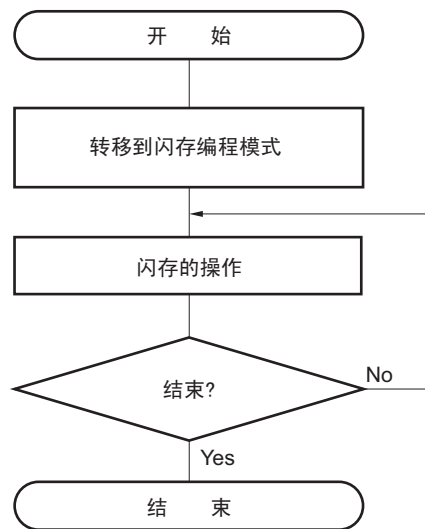 开 始
转移到闪存编程模式
闪存的操作
结束?
No
Yes
结 束